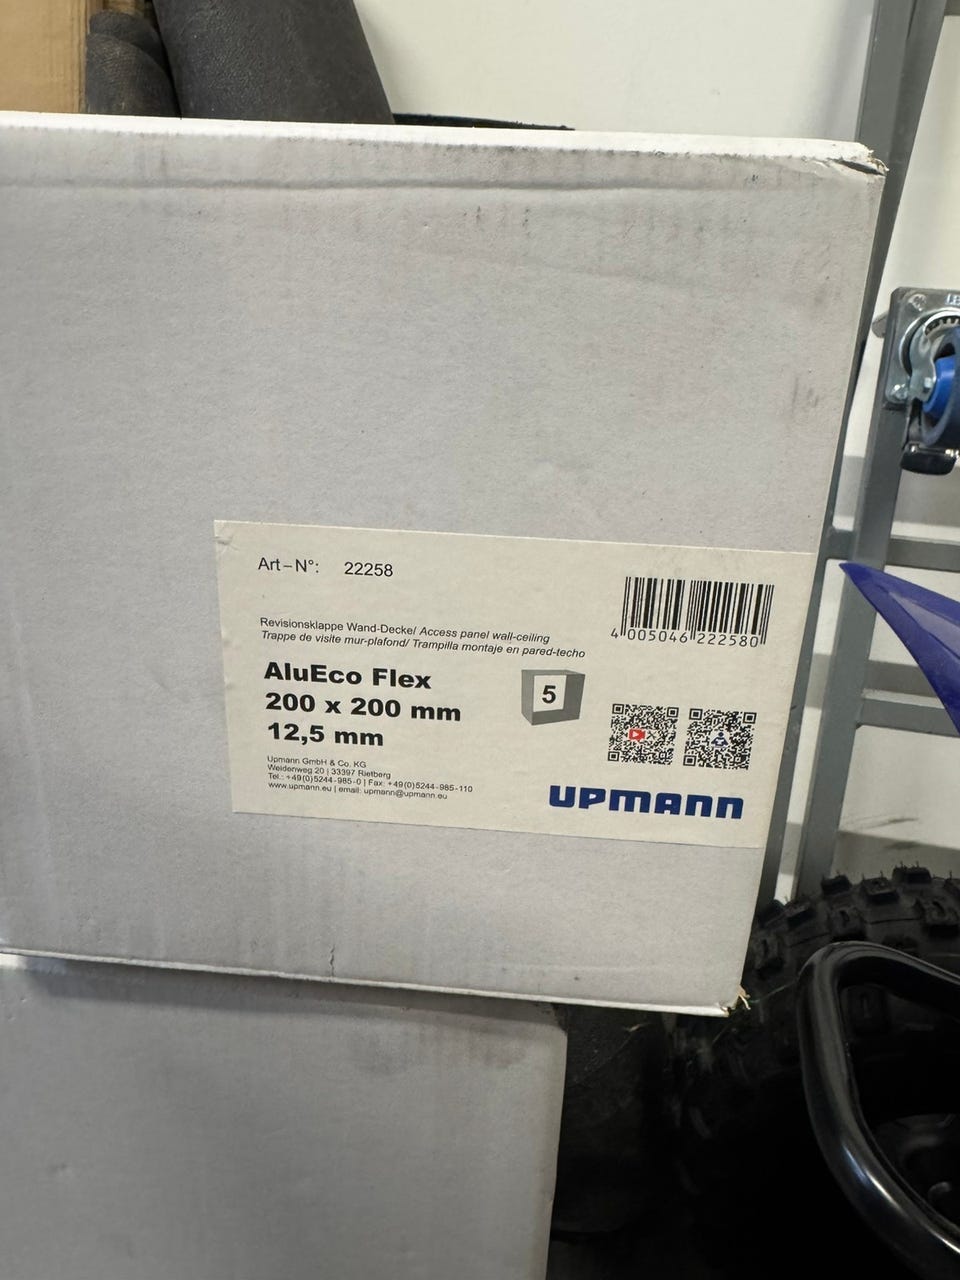 Art-N°: 22258
4 005046 222580
Revisionsklappe Wand-Decke/ Access panel wall-ceiling
Trappe de visite mur-plafond/ Trampilla montaje en pared-techo
AluEco Flex
200 x 200 mm
12,5 mm
5
Upmann GmbH & Co. KG
Weidenweg 20 | 33397 Rietberg
Tel.: +49(0)5244-985-0 | Fax: +49(0)5244-985-110
www.upmann.eu | email: upmann@upmann.eu
UPMANN